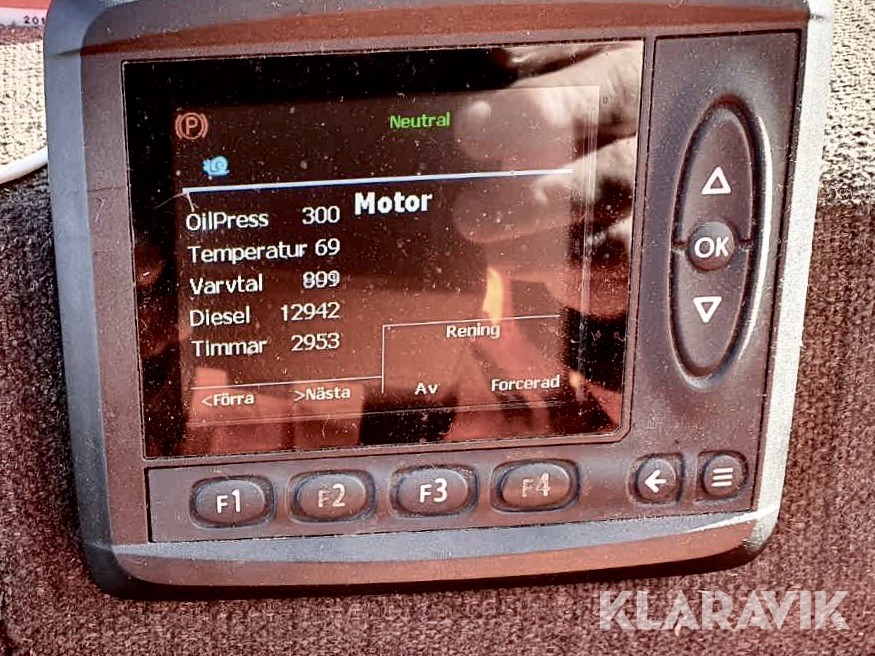 201
P
Neutral
Motor
OilPress 300
Temperatur 69
Varvtal 899
Diesel 12942
Timmar 2953
Rening
<Förra >Nästa Av Forcerad
OK
F1 F2 F3 F4
KLARAVIK